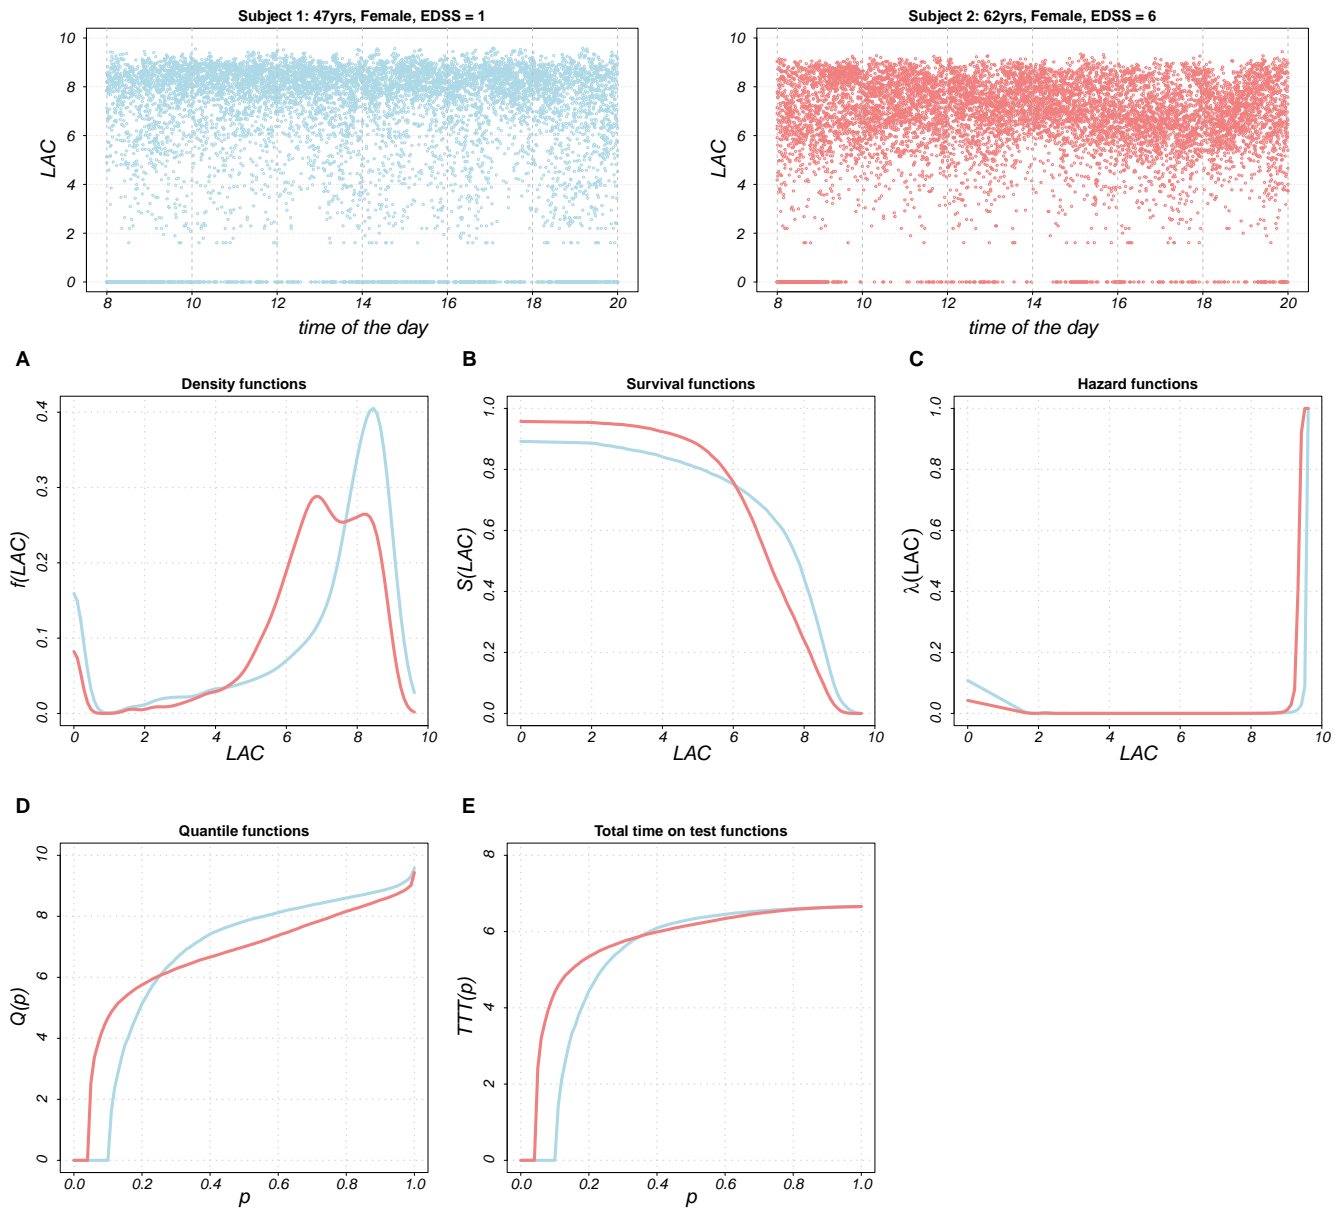 Subject 1: 47yrs, Female, EDSS = 1
LAC
10
8
6
4
2
0
8 10 12 14 16 18 20
time of the day
Subject 2: 62yrs, Female, EDSS = 6
LAC
10
8
6
4
2
0
8 10 12 14 16 18 20
time of the day
A
Density functions
f(LAC)
0.4
0.3
0.2
0.1
0.0
0 2 4 6 8 10
LAC
B
Survival functions
S(LAC)
1.0
0.8
0.6
0.4
0.2
0.0
0 2 4 6 8 10
LAC
C
Hazard functions
λ(LAC)
1.0
0.8
0.6
0.4
0.2
0.0
0 2 4 6 8 10
LAC
D
Quantile functions
Q(p)
10
8
6
4
2
0
0.0 0.2 0.4 0.6 0.8 1.0
p
E
Total time on test functions
TTT(p)
8
6
4
2
0
0.0 0.2 0.4 0.6 0.8 1.0
p